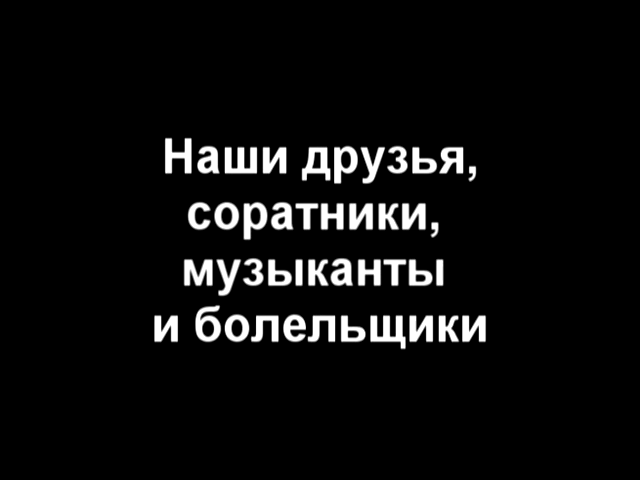 Наши друзья,
соратники,
музыканты
и болельщики